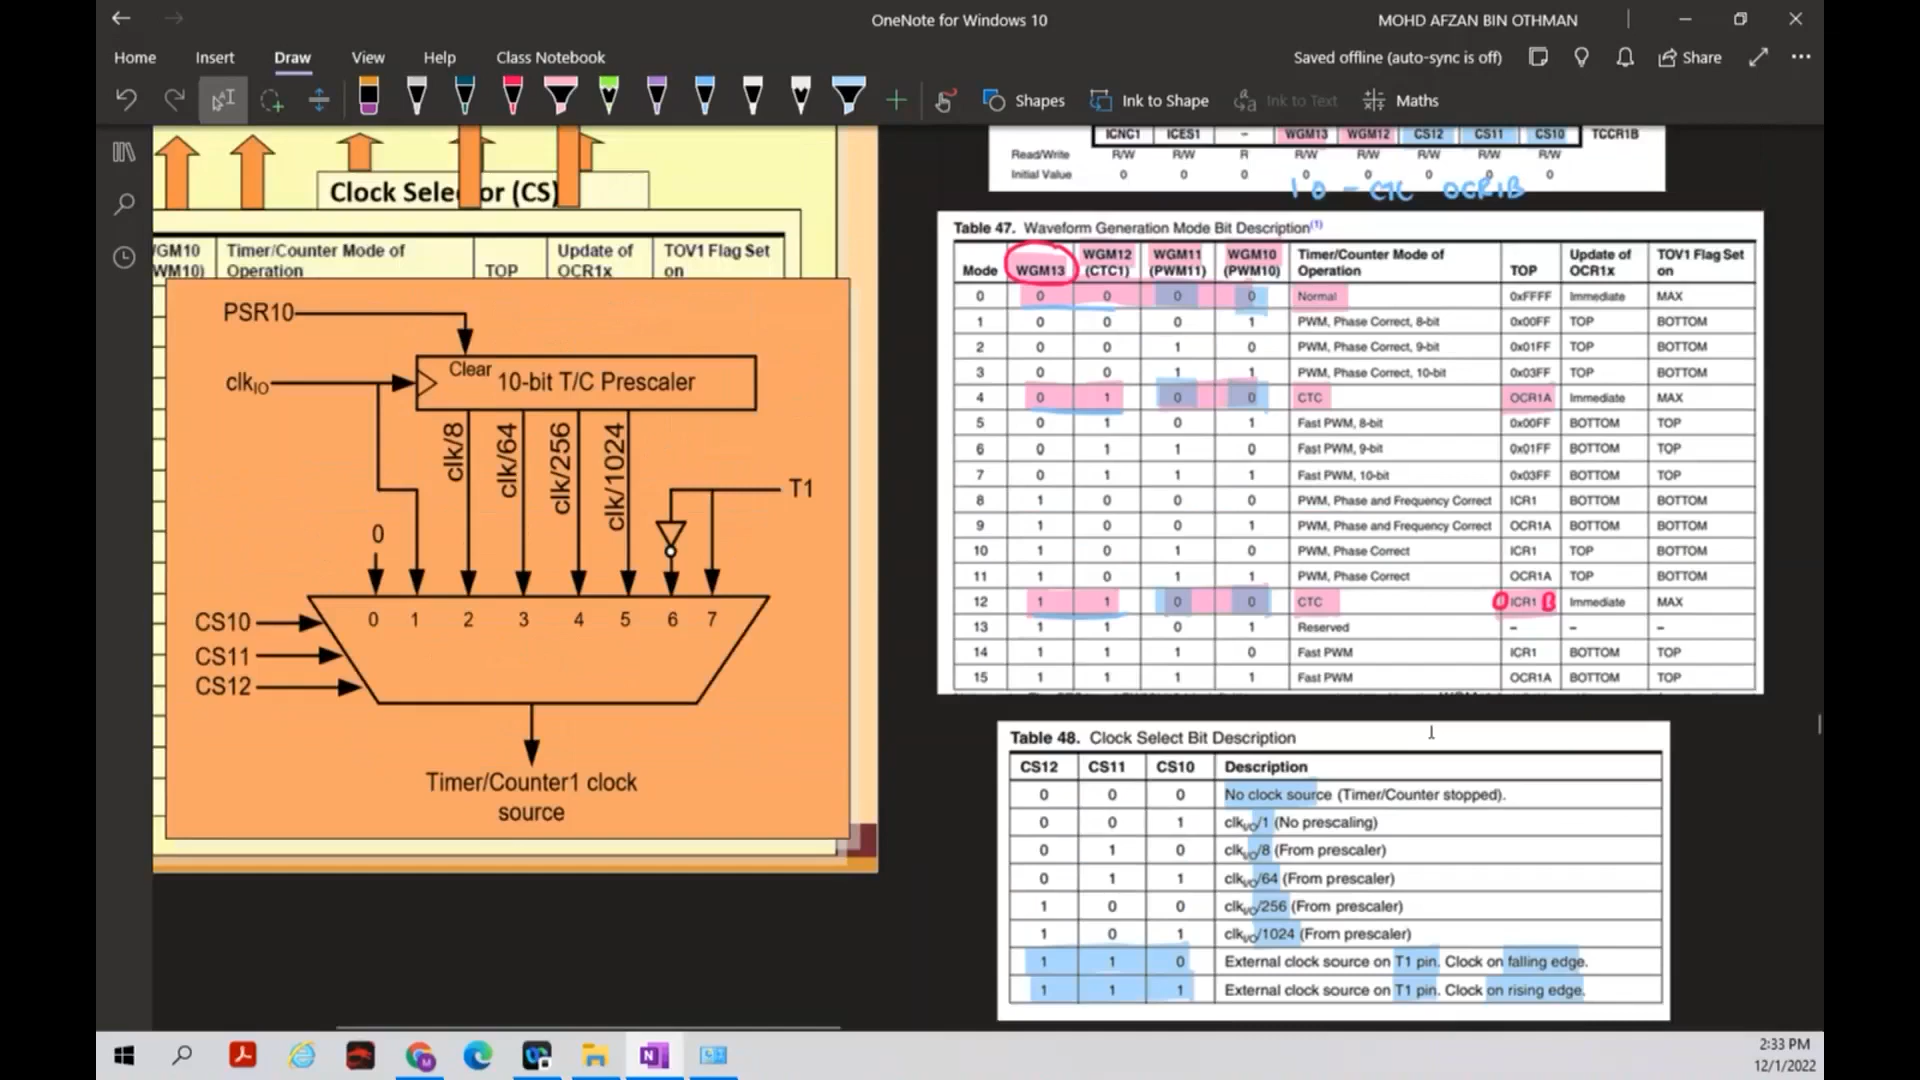 OneNote for Windows 10
MOHD AFZAN BIN OTHMAN
Home Insert Draw View Help Class Notebook
Saved offline (auto-sync is off) Share
Shapes Ink to Shape Ink to Text Maths
Clock Selector (CS)
Timer/Counter Mode of Operation TOP Update of OCR1x TOV1 Flag Set on
PSR10
Clear 10-bit T/C Prescaler
clkIO
clk/8 clk/64 clk/256 clk/1024
T1
0
0 1 2 3 4 5 6 7
CS10
CS11
CS12
Timer/Counter1 clock
source
ICNC1 ICES1 – WGM13 WGM12 CS12 CS11 CS10 TCCR1B
Read/Write R/W R/W R R/W R/W R/W R/W R/W
Initial Value 0 0 0 0 0 0 0 0
10 - CTC OCR1B
Table 47. Waveform Generation Mode Bit Description(1)
Mode WGM13 WGM12 (CTC1) WGM11 (PWM11) WGM10 (PWM10) Timer/Counter Mode of Operation TOP Update of OCR1x TOV1 Flag Set on
0 0 0 0 0 Normal 0xFFFF Immediate MAX
1 0 0 0 1 PWM, Phase Correct, 8-bit 0x00FF TOP BOTTOM
2 0 0 1 0 PWM, Phase Correct, 9-bit 0x01FF TOP BOTTOM
3 0 0 1 1 PWM, Phase Correct, 10-bit 0x03FF TOP BOTTOM
4 0 1 0 0 CTC OCR1A Immediate MAX
5 0 1 0 1 Fast PWM, 8-bit 0x00FF BOTTOM TOP
6 0 1 1 0 Fast PWM, 9-bit 0x01FF BOTTOM TOP
7 0 1 1 1 Fast PWM, 10-bit 0x03FF BOTTOM TOP
8 1 0 0 0 PWM, Phase and Frequency Correct ICR1 BOTTOM BOTTOM
9 1 0 0 1 PWM, Phase and Frequency Correct OCR1A BOTTOM BOTTOM
10 1 0 1 0 PWM, Phase Correct ICR1 TOP BOTTOM
11 1 0 1 1 PWM, Phase Correct OCR1A TOP BOTTOM
12 1 1 0 0 CTC OICR1B Immediate MAX
13 1 1 0 1 Reserved – – –
14 1 1 1 0 Fast PWM ICR1 BOTTOM TOP
15 1 1 1 1 Fast PWM OCR1A BOTTOM TOP
Table 48. Clock Select Bit Description
CS12 CS11 CS10 Description
0 0 0 No clock source (Timer/Counter stopped).
0 0 1 clkI/O/1 (No prescaling)
0 1 0 clkI/O/8 (From prescaler)
0 1 1 clkI/O/64 (From prescaler)
1 0 0 clkI/O/256 (From prescaler)
1 0 1 clkI/O/1024 (From prescaler)
1 1 0 External clock source on T1 pin. Clock on falling edge.
1 1 1 External clock source on T1 pin. Clock on rising edge.
2:33 PM
12/1/2022